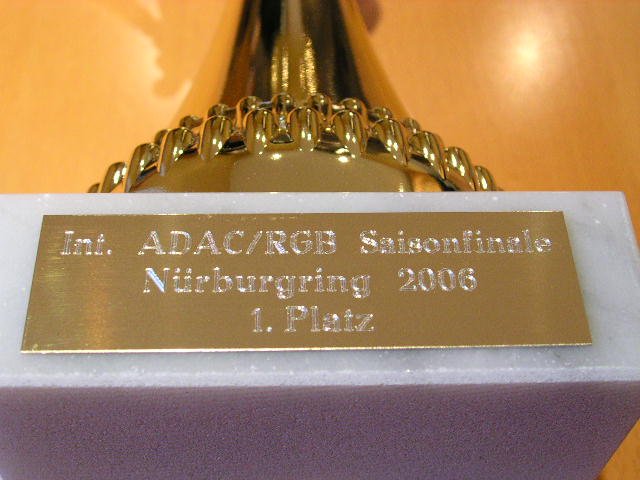 Int. ADAC/RGB Saisonfinale
Nürburgring 2006
1. Platz